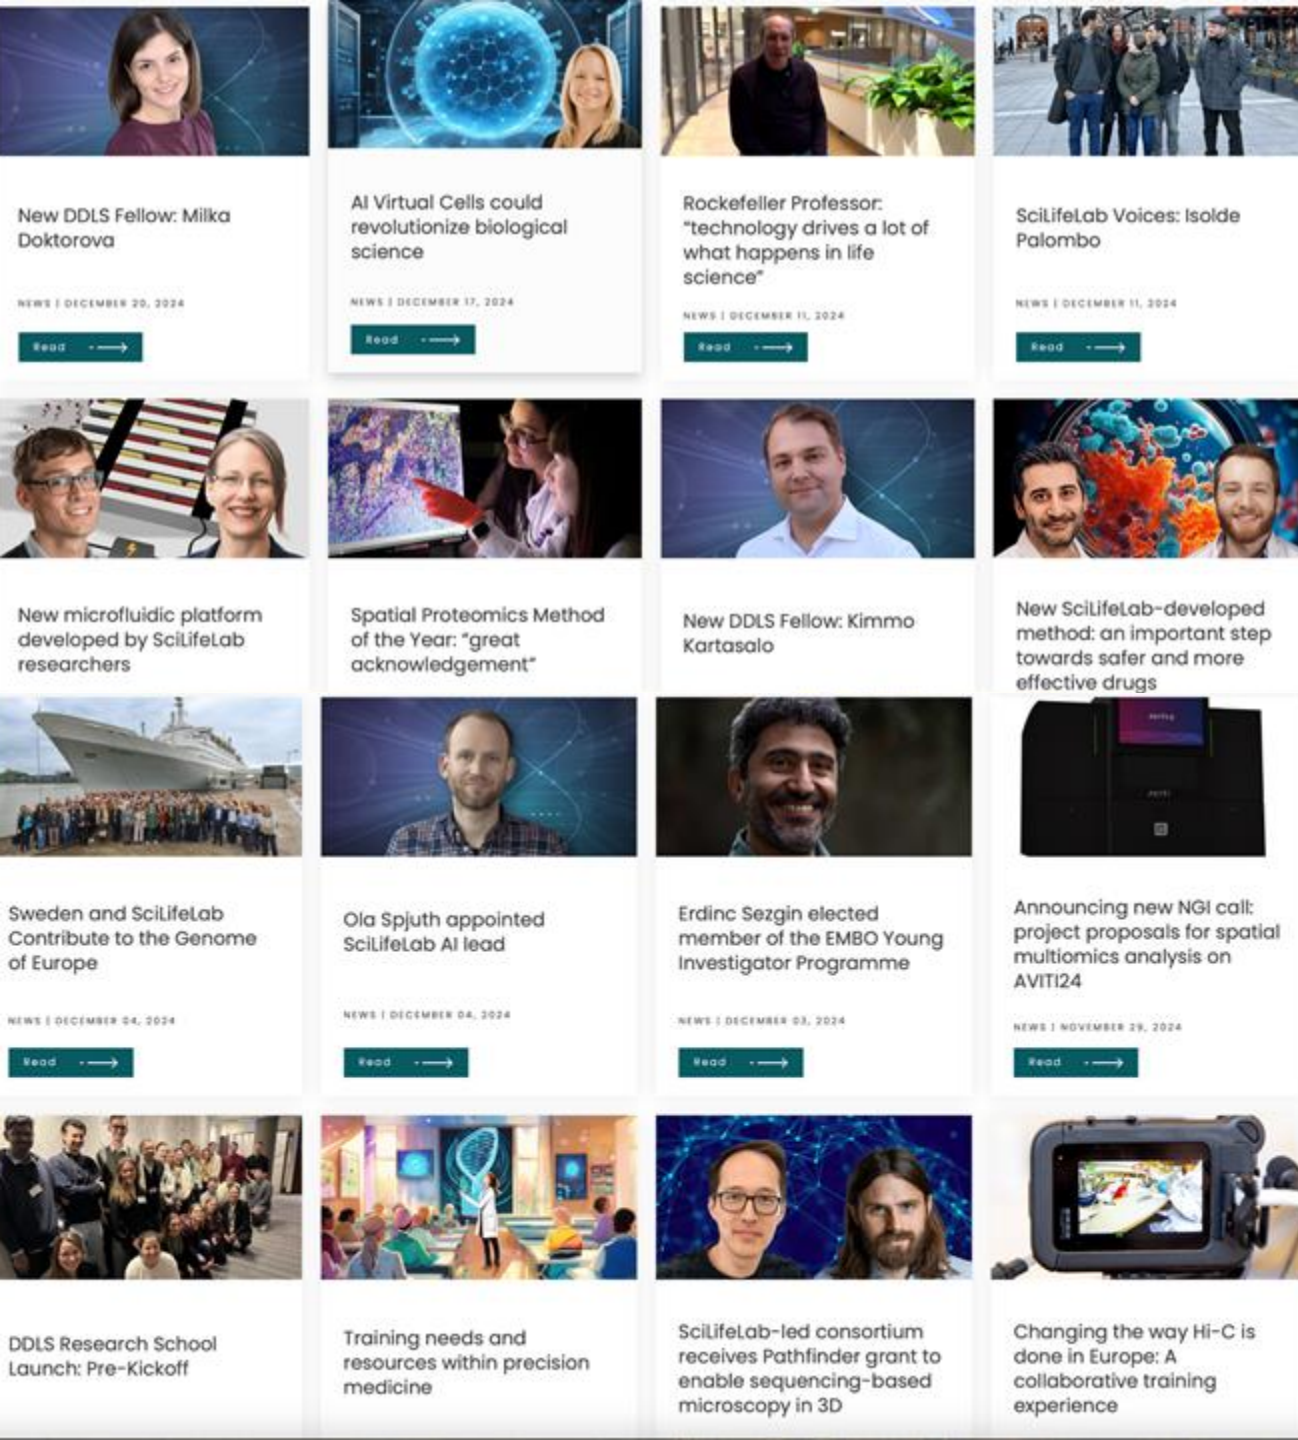 New DDLS Fellow: Milka
Doktorova
NEWS | DECEMBER 20, 2024
Read
AI Virtual Cells could
revolutionize biological
science
NEWS | DECEMBER 17, 2024
Read
Rockefeller Professor:
"technology drives a lot of
what happens in life
science"
NEWS | DECEMBER 11, 2024
Read
SciLifeLab Voices: Isolde
Palombo
NEWS | DECEMBER 11, 2024
Read
New microfluidic platform
developed by SciLifeLab
researchers
Spatial Proteomics Method
of the Year: "great
acknowledgement"
New DDLS Fellow: Kimmo
Kartasalo
New SciLifeLab-developed
method: an important step
towards safer and more
effective drugs
Sweden and SciLifeLab
Contribute to the Genome
of Europe
NEWS | DECEMBER 04, 2024
Read
Ola Spjuth appointed
SciLifeLab AI lead
NEWS | DECEMBER 04, 2024
Read
Erdinc Sezgin elected
member of the EMBO Young
Investigator Programme
NEWS | DECEMBER 03, 2024
Read
Announcing new NGI call:
project proposals for spatial
multiomics analysis on
AVITI24
NEWS | NOVEMBER 29, 2024
Read
DDLS Research School
Launch: Pre-Kickoff
Training needs and
resources within precision
medicine
SciLifeLab-led consortium
receives Pathfinder grant to
enable sequencing-based
microscopy in 3D
Changing the way Hi-C is
done in Europe: A
collaborative training
experience